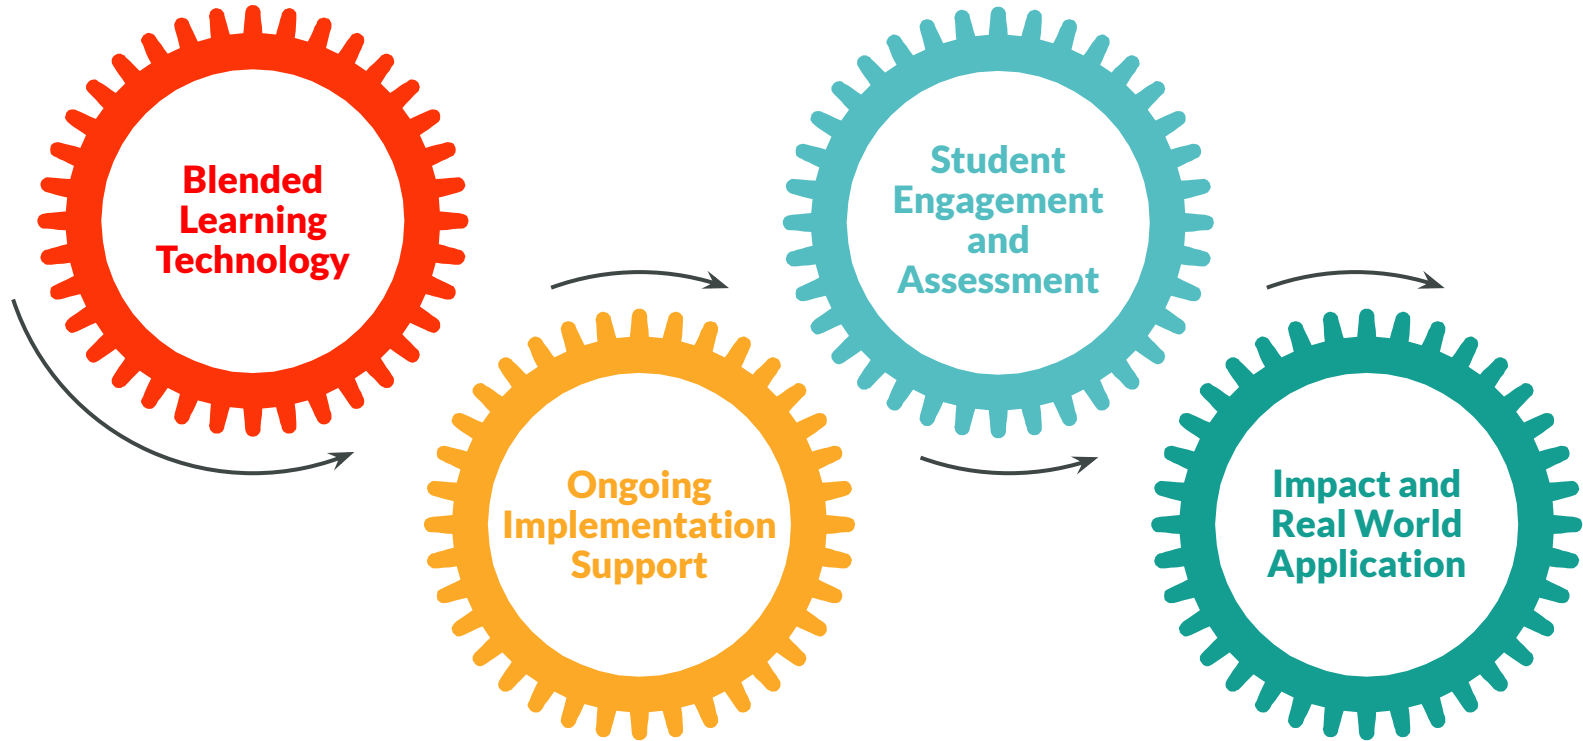 Blended
Learning
Technology
Ongoing
Implementation
Support
Student
Engagement
and
Assessment
Impact and
Real World
Application